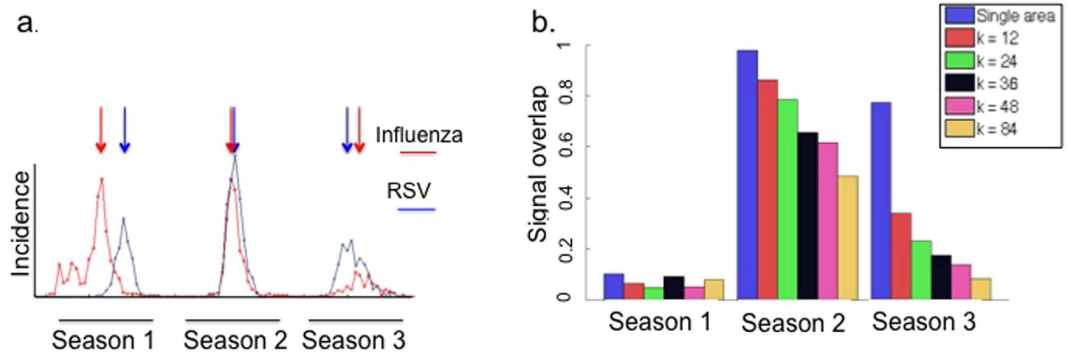 a.
Influenza
RSV
Incidence
Season 1
Season 2
Season 3
b.
Signal overlap
1
0.8
0.6
0.4
0.2
0
Season 1
Season 2
Season 3
Single area
k = 12
k = 24
k = 36
k = 48
k = 84